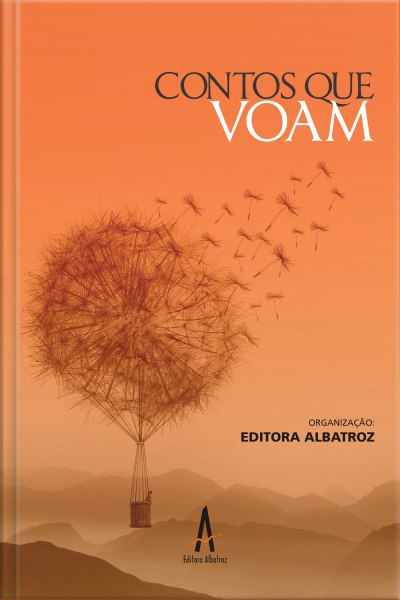 CONTOS QUE
VOAM
ORGANIZAÇÃO:
EDITORA ALBATROZ
A
Editora Albatroz